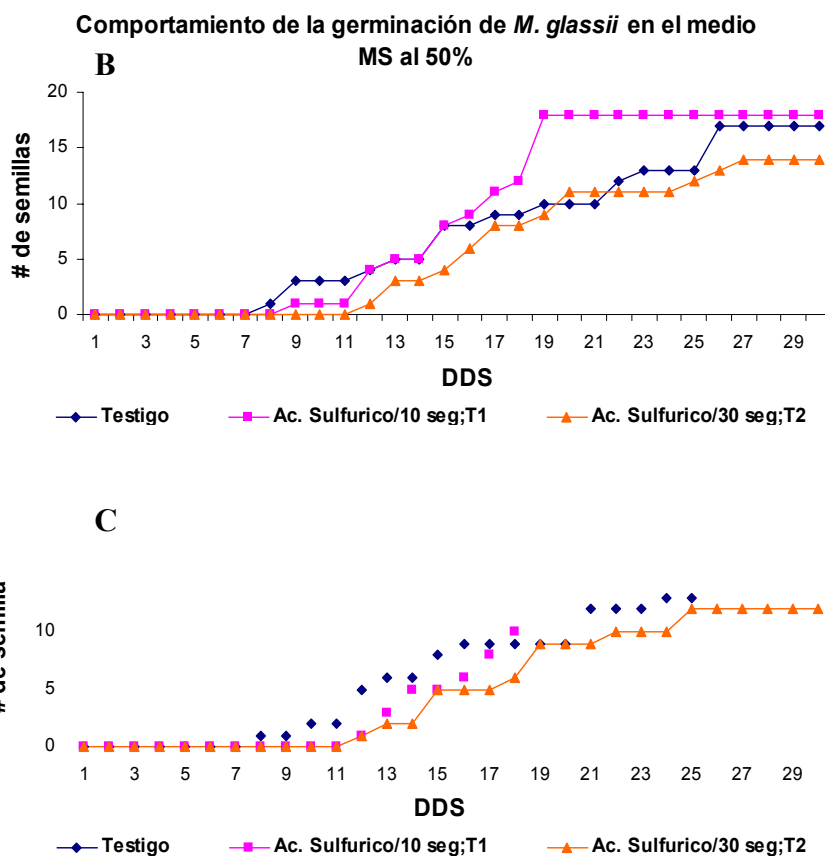 Comportamiento de la germinación de M. glassii en el medio
MS al 50%
B
20
15
10
5
0
# de semillas
1 3 5 7 9 11 13 15 17 19 21 23 25 27 29
DDS
Testigo Ac. Sulfurico/10 seg;T1 Ac. Sulfurico/30 seg;T2
C
10
5
0
# de semilla
1 3 5 7 9 11 13 15 17 19 21 23 25 27 29
DDS
Testigo Ac. Sulfurico/10 seg;T1 Ac. Sulfurico/30 seg;T2